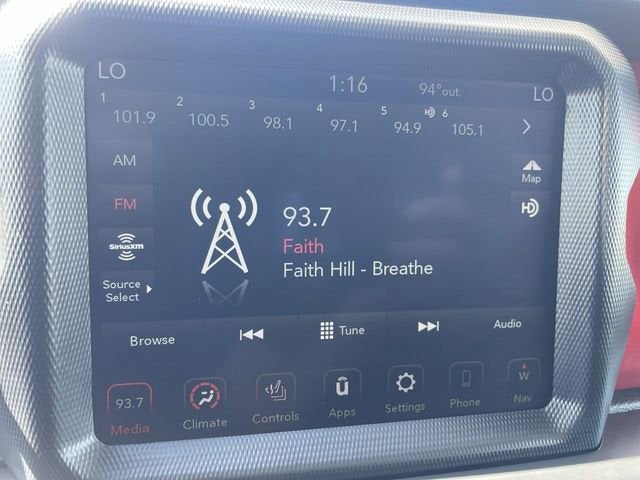 LO 1:16 94°out. LO
1 101.9 2 100.5 3 98.1 4 97.1 5 94.9 HD 6 105.1
AM
Map
FM
93.7
HD
Faith
SiriusXM
Faith Hill - Breathe
Source
Select
Browse Tune Audio
93.7 W
Media Climate Controls Apps Settings Phone Nav